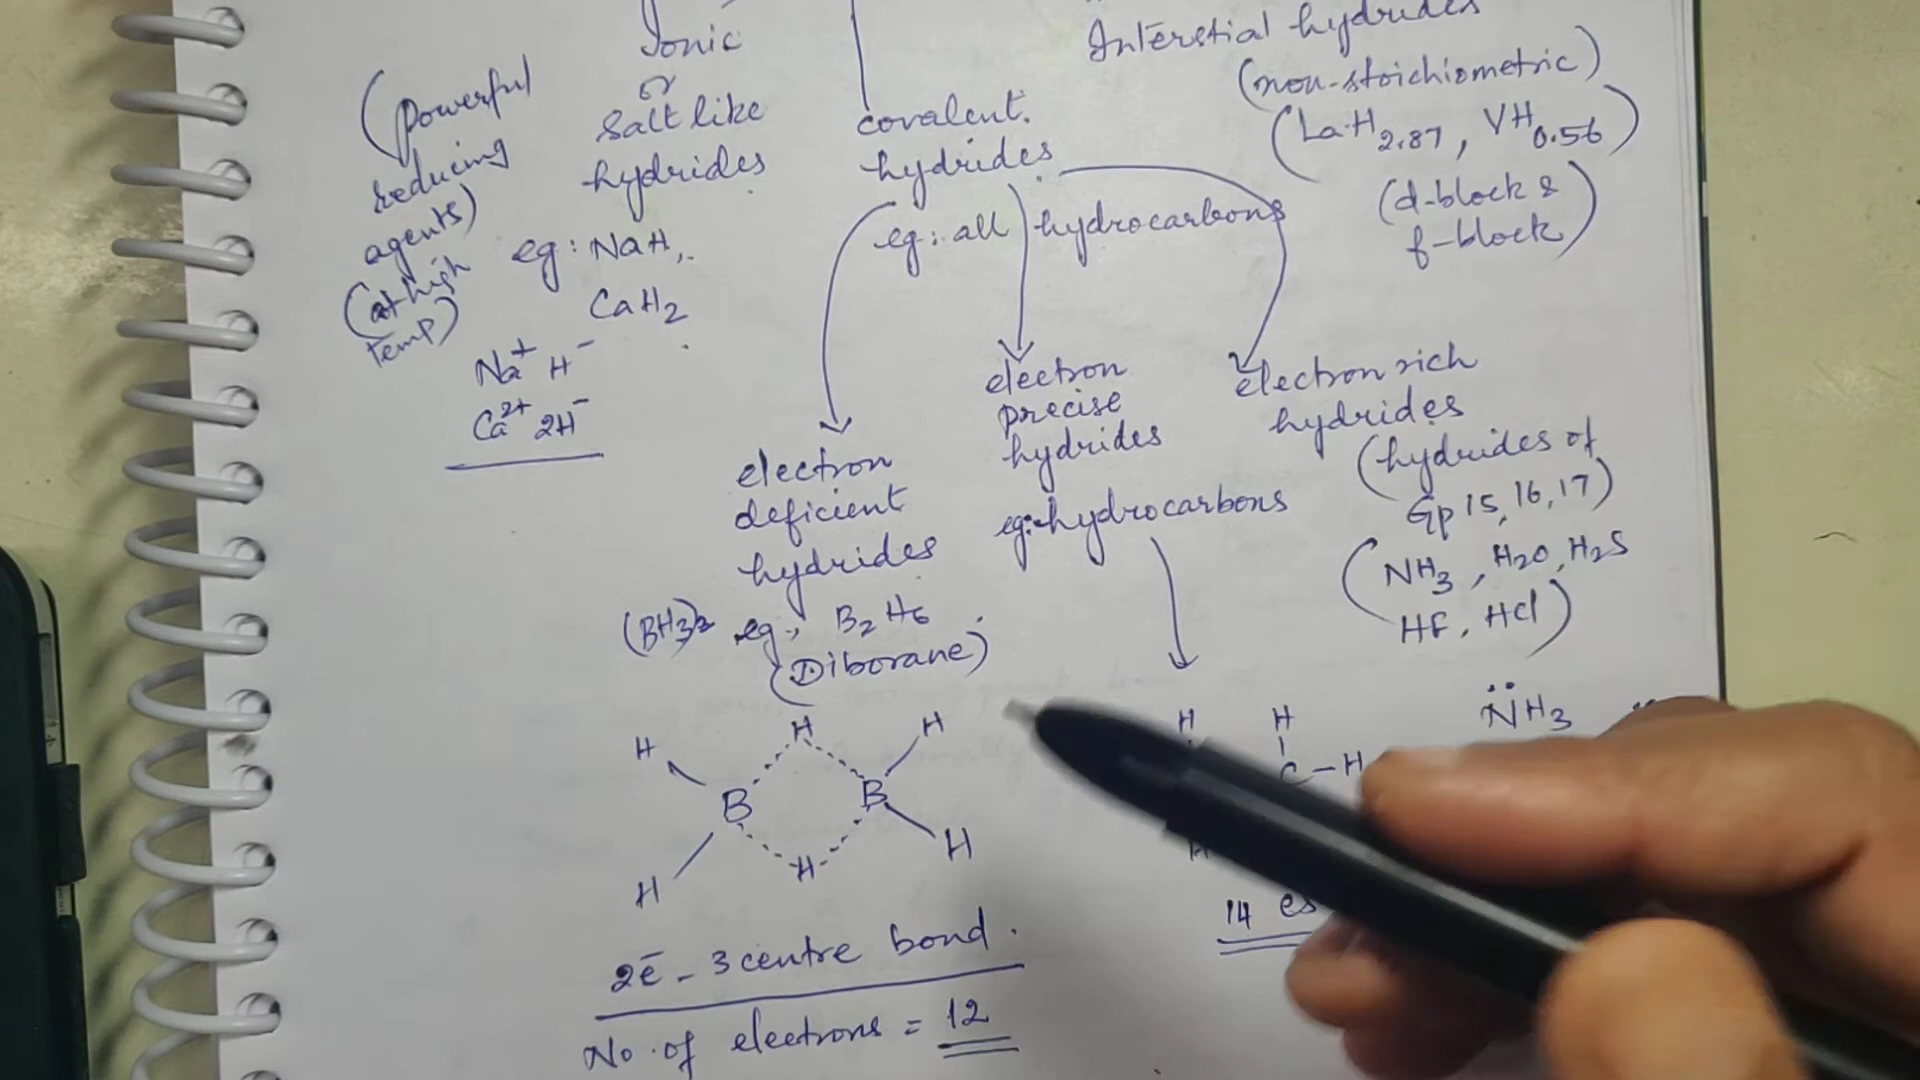 Ionic
or
Salt like
hydrides
(Powerful
reducing
agents)
(at high
temp)
eg: NaH,
CaH2
Na+ H-
Ca2+ 2H-
covalent.
hydrides
eg: all hydrocarbons
Interstial hydrides
(non-stoichiometric)
(LaH2.87, VH0.56)
(d-block &
f-block)
electron
deficient
hydrides
(BH3)2 eg., B2H6
(Diborane)
H H H
B B
H H H
2e- - 3 centre bond.
No. of electrons = 12
electron
precise
hydrides
eg: hydrocarbons
H H
C-H
H
14 es
electron rich
hydrides
(hydrides of
Gp 15, 16, 17)
(NH3, H2O, H2S
HF, HCl)
NH3